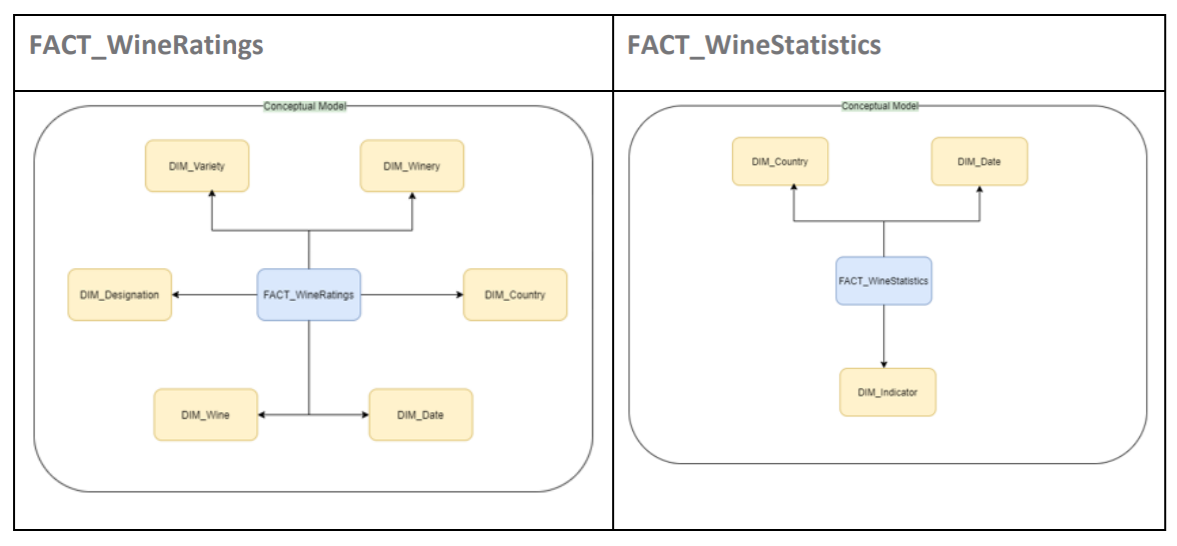 FACT_WineRatings
FACT_WineStatistics
Conceptual Model
DIM_Variety
DIM_Winery
DIM_Designation
FACT_WineRatings
DIM_Country
DIM_Wine
DIM_Date
Conceptual Model
DIM_Country
DIM_Date
FACT_WineStatistics
DIM_Indicator